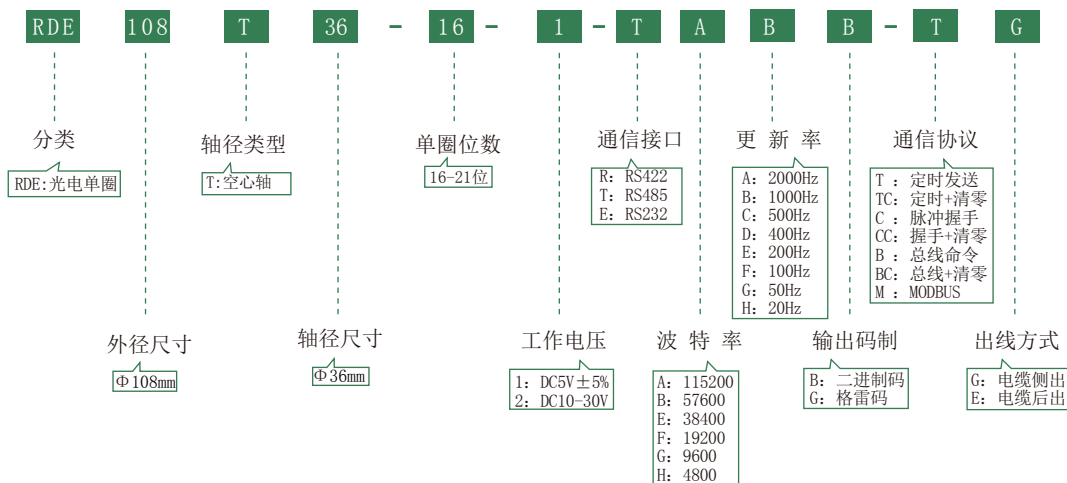 RDE 108 T 36 - 16 - 1 - T A B B - T G
分类
RDE:光电单圈
轴径类型
T:空心轴
单圈位数
16-21位
通信接口
R: RS422
T: RS485
E: RS232
更 新 率
A: 2000Hz
B: 1000Hz
C: 500Hz
D: 400Hz
E: 200Hz
F: 100Hz
G: 50Hz
H: 20Hz
通信协议
T : 定时发送
TC: 定时+清零
C : 脉冲握手
CC: 握手+清零
B : 总线命令
BC: 总线+清零
M : MODBUS
外径尺寸
Φ108mm
轴径尺寸
Φ36mm
工作电压
1: DC5V±5%
2: DC10-30V
波 特 率
A: 115200
B: 57600
E: 38400
F: 19200
G: 9600
H: 4800
输出码制
B: 二进制码
G: 格雷码
出线方式
G: 电缆侧出
E: 电缆后出